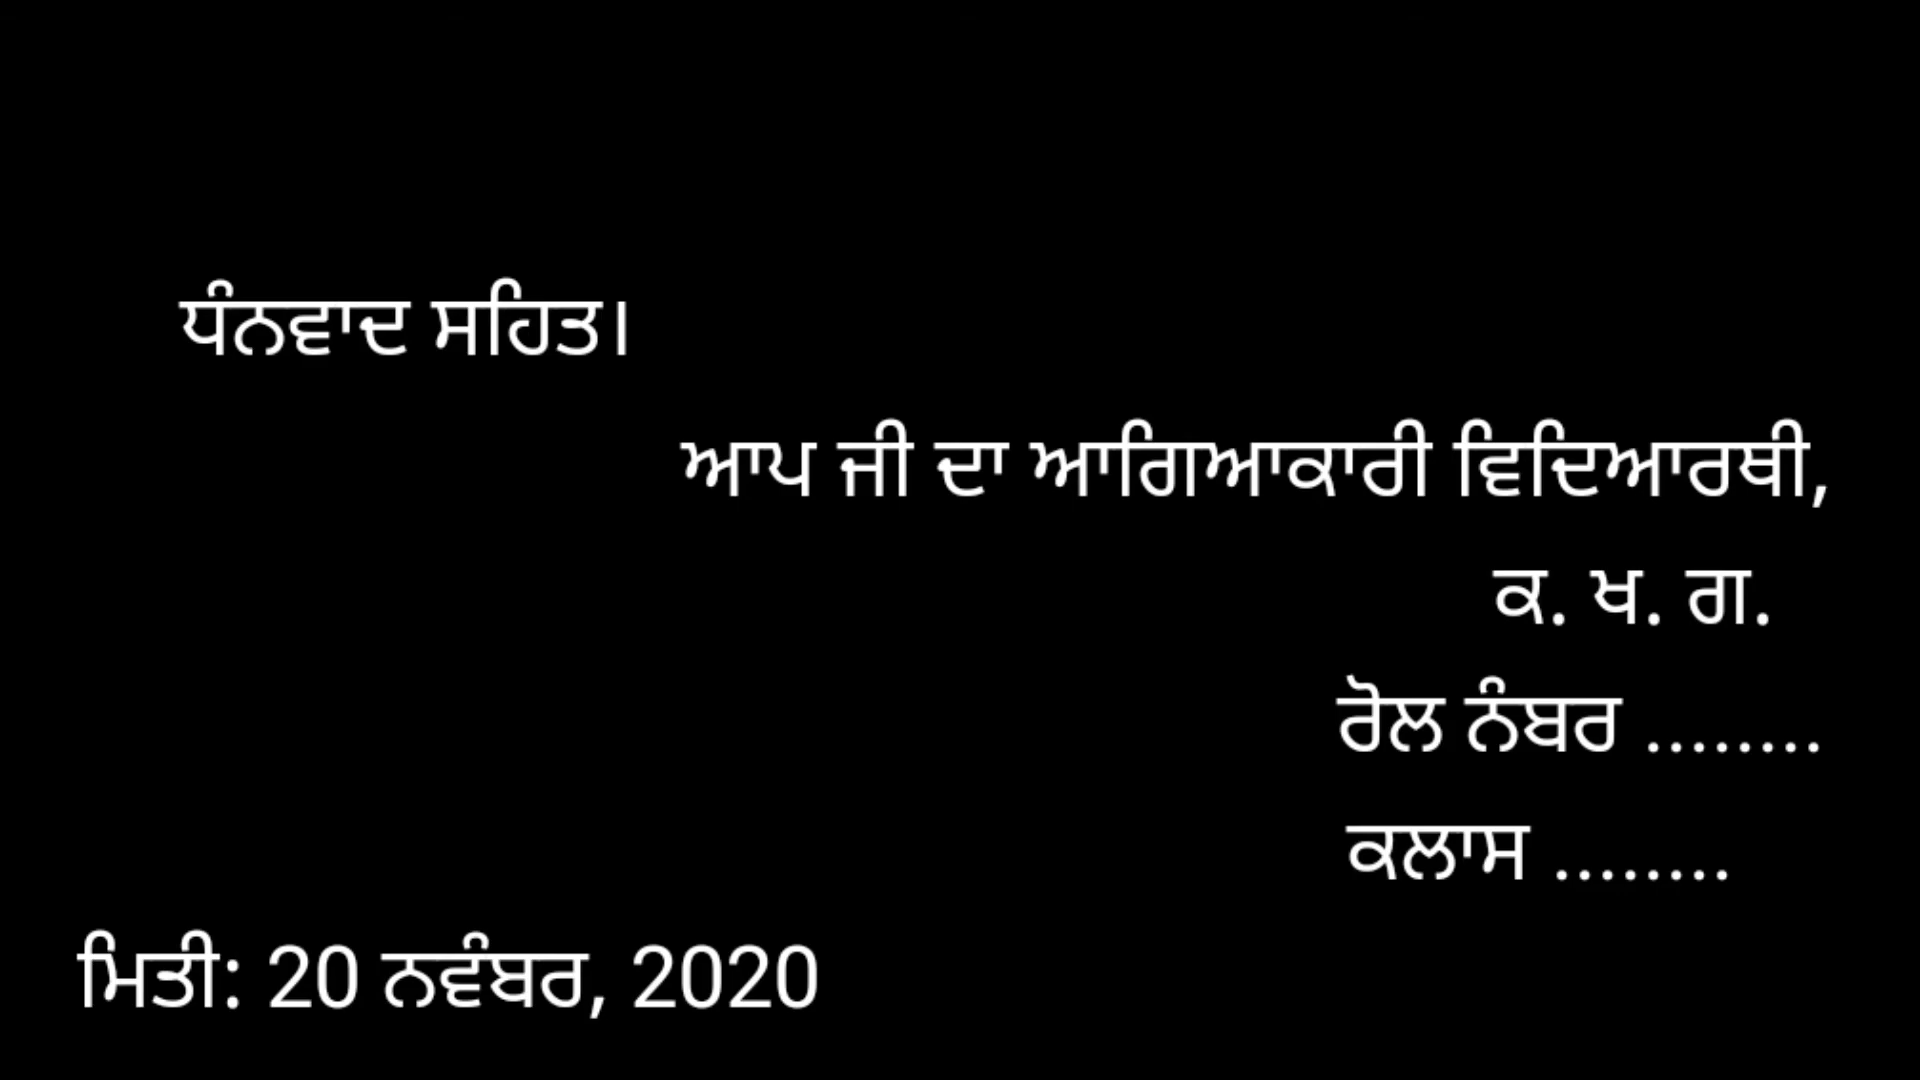 ਧੰਨਵਾਦ ਸਹਿਤ।
ਆਪ ਜੀ ਦਾ ਆਗਿਆਕਾਰੀ ਵਿਦਿਆਰਥੀ,
ਕ. ਖ. ਗ.
ਰੋਲ ਨੰਬਰ ........
ਕਲਾਸ ........
ਮਿਤੀ: 20 ਨਵੰਬਰ, 2020